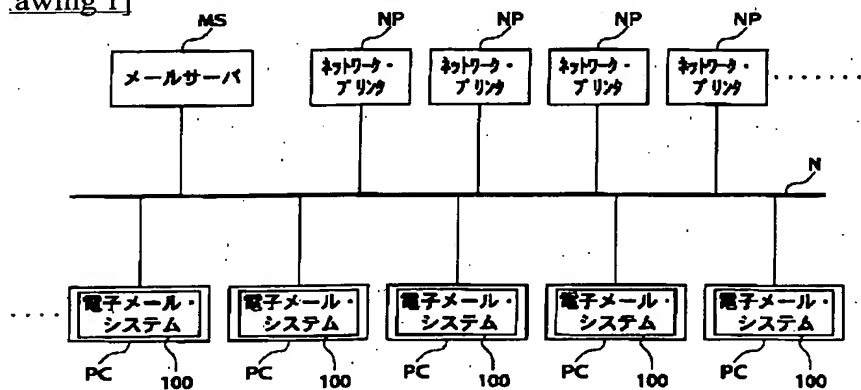 awing 1]
MS NP NP NP NP
メールサーバ ネットワーク・プリンタ ネットワーク・プリンタ ネットワーク・プリンタ ネットワーク・プリンタ
N
電子メール・システム 電子メール・システム 電子メール・システム 電子メール・システム 電子メール・システム
PC 100 PC 100 PC 100 PC 100 PC 100